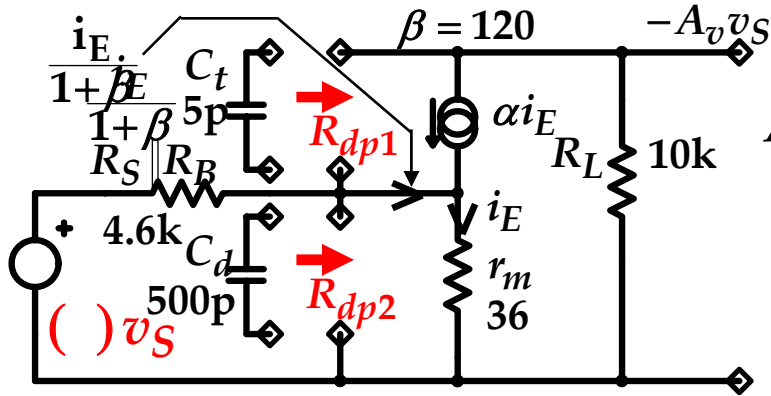 β = 120
−A_v v_S
i_E
1+β
i_E
1+β
C_t
5p
R_dp1
αi_E
R_L
10k
R_S
R_B
4.6k
i_E
C_d
500p
R_dp2
r_m
36
+
( ) v_S